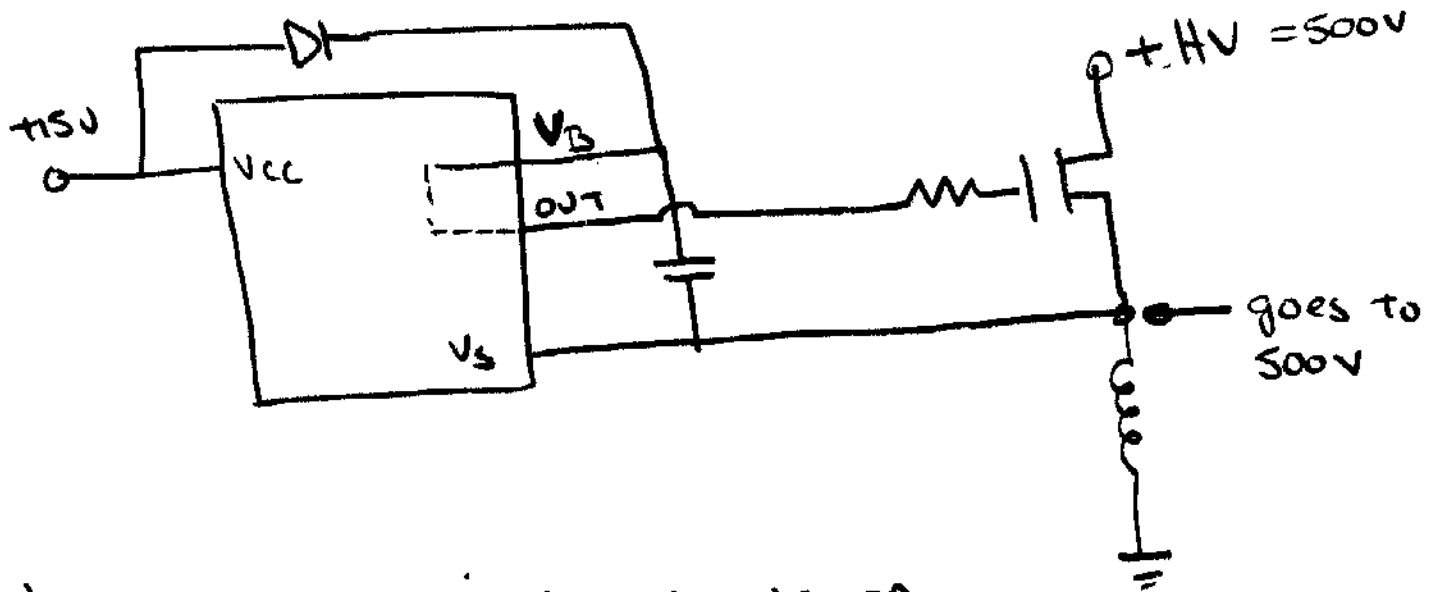 +HV = 500V
+15V
VCC
VB
OUT
VS
goes to
500V